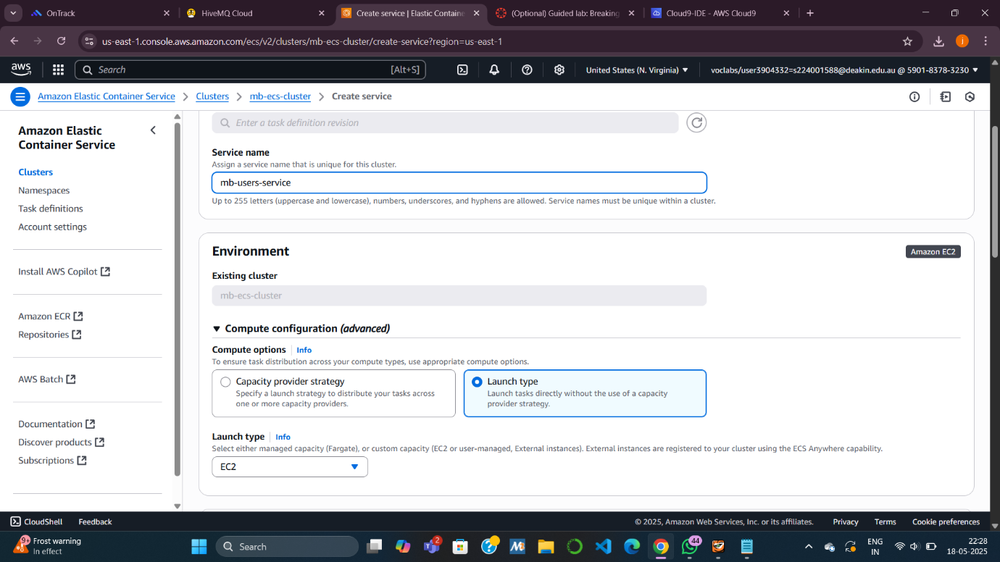 OnTrack
HiveMQ Cloud
Create service | Elastic Containe
(Optional) Guided lab: Breaking
Cloud9-IDE - AWS Cloud9
us-east-1.console.aws.amazon.com/ecs/v2/clusters/mb-ecs-cluster/create-service?region=us-east-1
j
aws
Search
[Alt+S]
United States (N. Virginia)
voclabs/user3904332=s224001588@deakin.edu.au @ 5901-8378-3230
Amazon Elastic Container Service
Clusters
mb-ecs-cluster
Create service
Amazon Elastic
Container Service
Clusters
Namespaces
Task definitions
Account settings
Install AWS Copilot
Amazon ECR
Repositories
AWS Batch
Documentation
Discover products
Subscriptions
Enter a task definition revision
Service name
Assign a service name that is unique for this cluster.
mb-users-service
Up to 255 letters (uppercase and lowercase), numbers, underscores, and hyphens are allowed. Service names must be unique within a cluster.
Environment
Amazon EC2
Existing cluster
mb-ecs-cluster
Compute configuration (advanced)
Compute options
Info
To ensure task distribution across your compute types, use appropriate compute options.
Capacity provider strategy
Specify a launch strategy to distribute your tasks across
one or more capacity providers.
Launch type
Launch tasks directly without the use of a capacity
provider strategy.
Launch type
Info
Select either managed capacity (Fargate), or custom capacity (EC2 or user-managed, External instances). External instances are registered to your cluster using the ECS Anywhere capability.
EC2
CloudShell
Feedback
© 2025, Amazon Web Services, Inc. or its affiliates.
Privacy
Terms
Cookie preferences
9+
Frost warning
In effect
Search
2
44
ENG
IN
22:28
18-05-2025